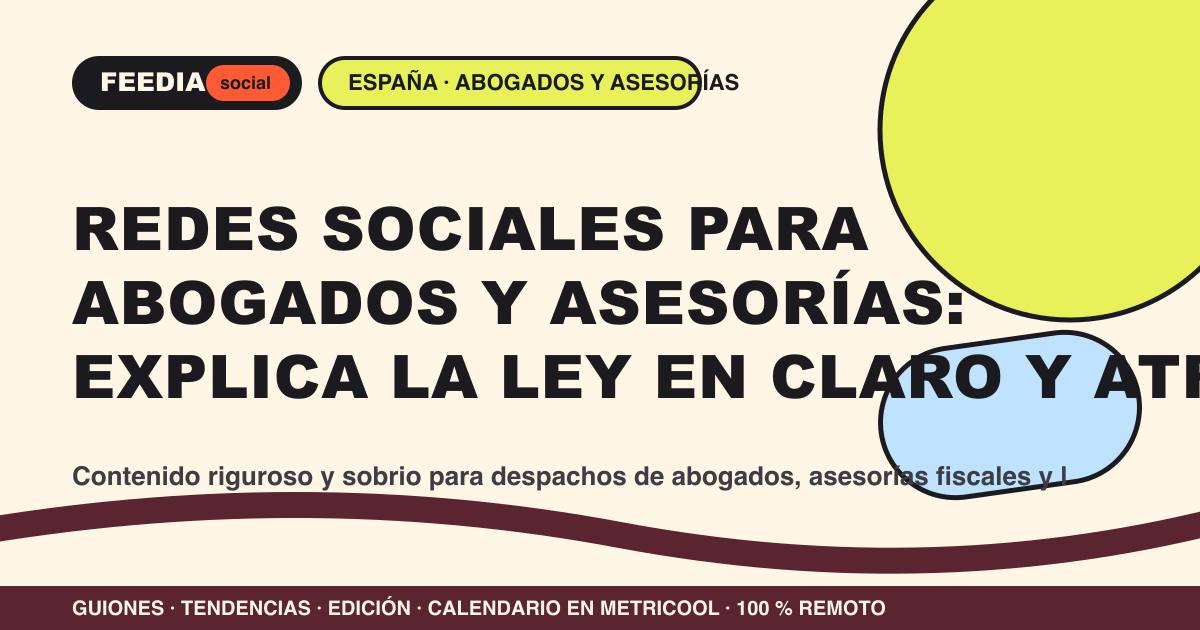 FEEDIA social
ESPAÑA · ABOGADOS Y ASESORÍAS
REDES SOCIALES PARA
ABOGADOS Y ASESORÍAS:
EXPLICA LA LEY EN CLARO Y
Contenido riguroso y sobrio para despachos de abogados, asesorías fiscales y l
GUIONES · TENDENCIAS · EDICIÓN · CALENDARIO EN METRICOOL · 100 % REMOTO